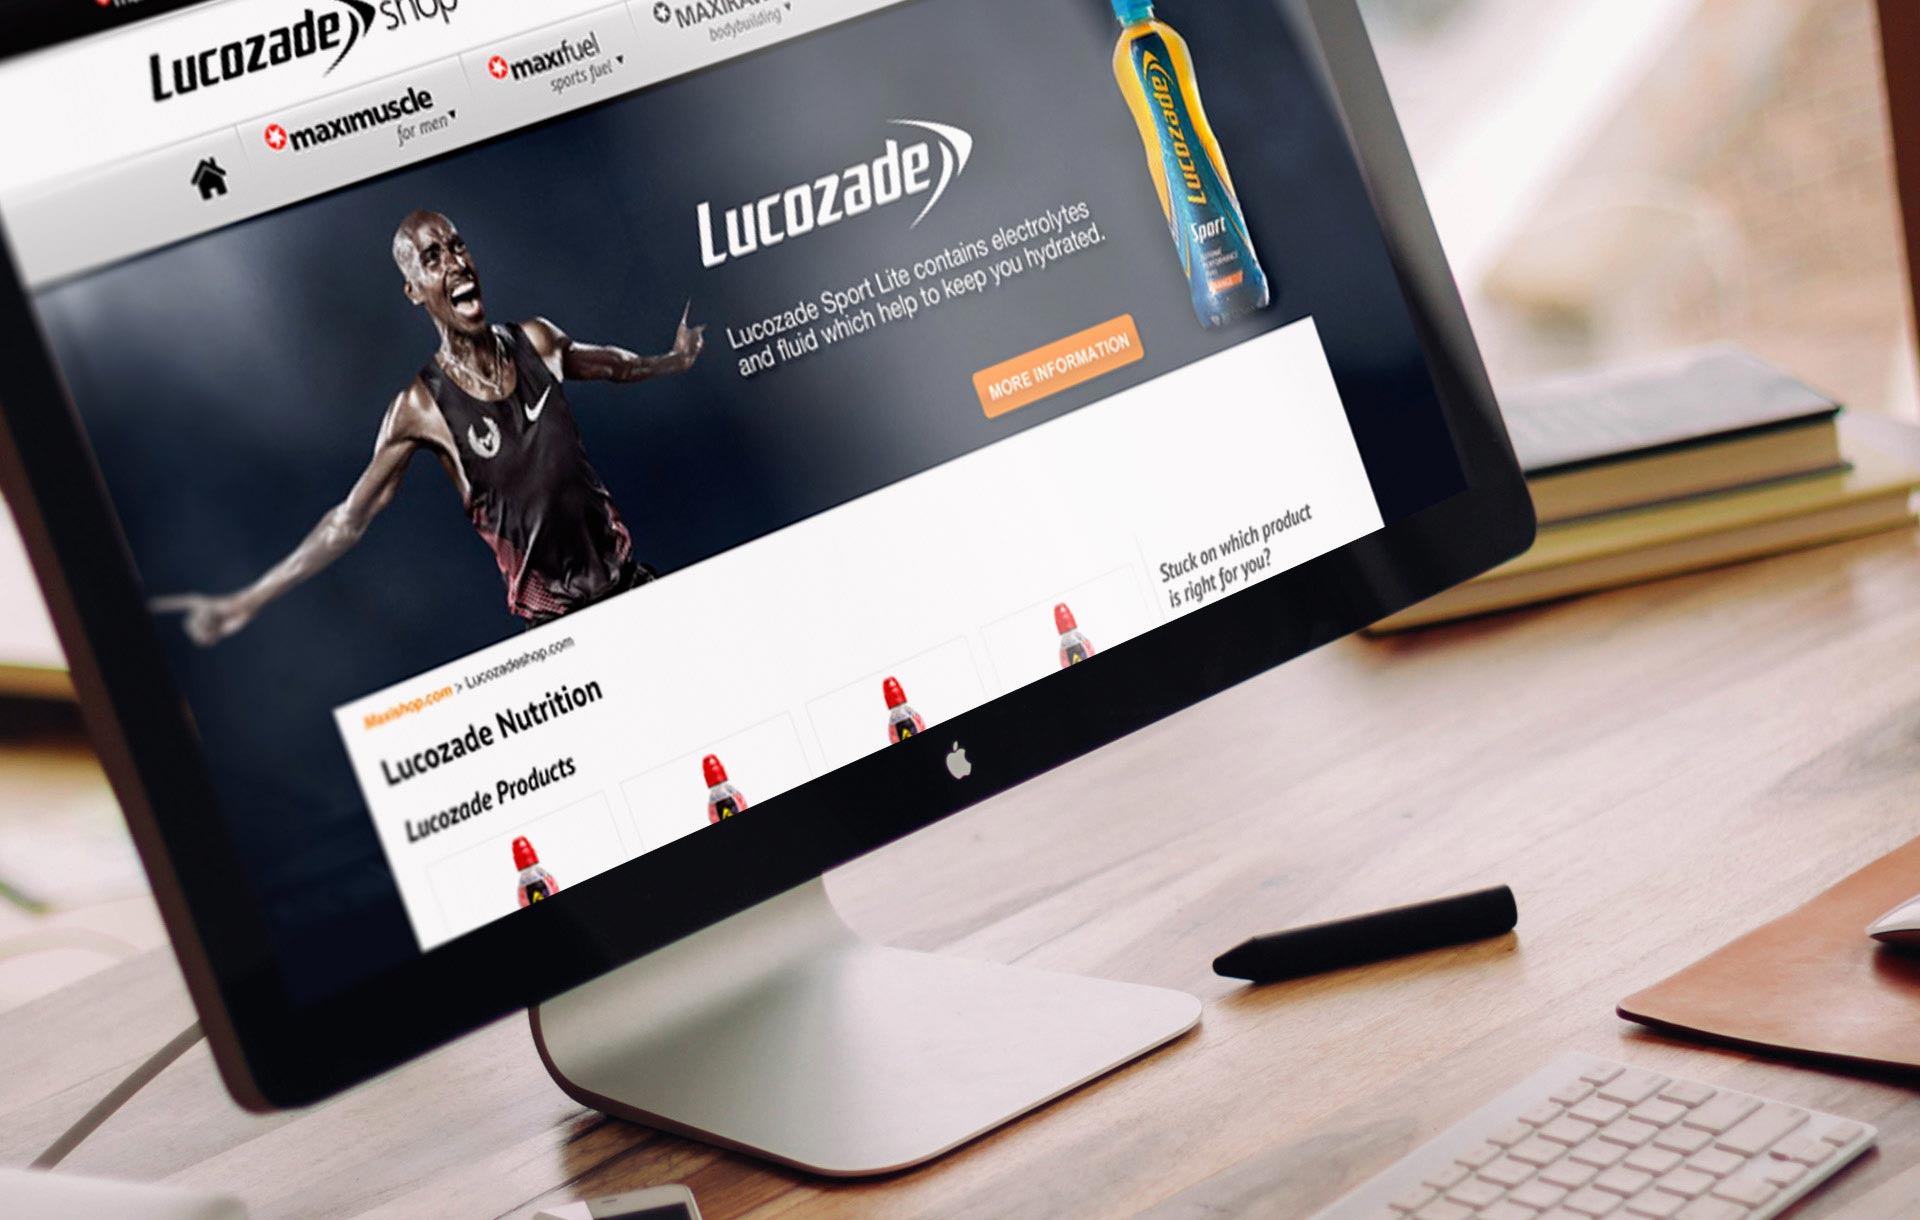 Lucozade shop
maximuscle
for men
maxifuel
sports fuel
bodybuilding
Lucozade
Lucozade Sport Lite contains electrolytes
and fluid which help to keep you hydrated.
MORE INFORMATION
Lucozade
Sport
Maxishop.com > Lucozadeshop.com
Lucozade Nutrition
Lucozade Products
Stuck on which product
is right for you?